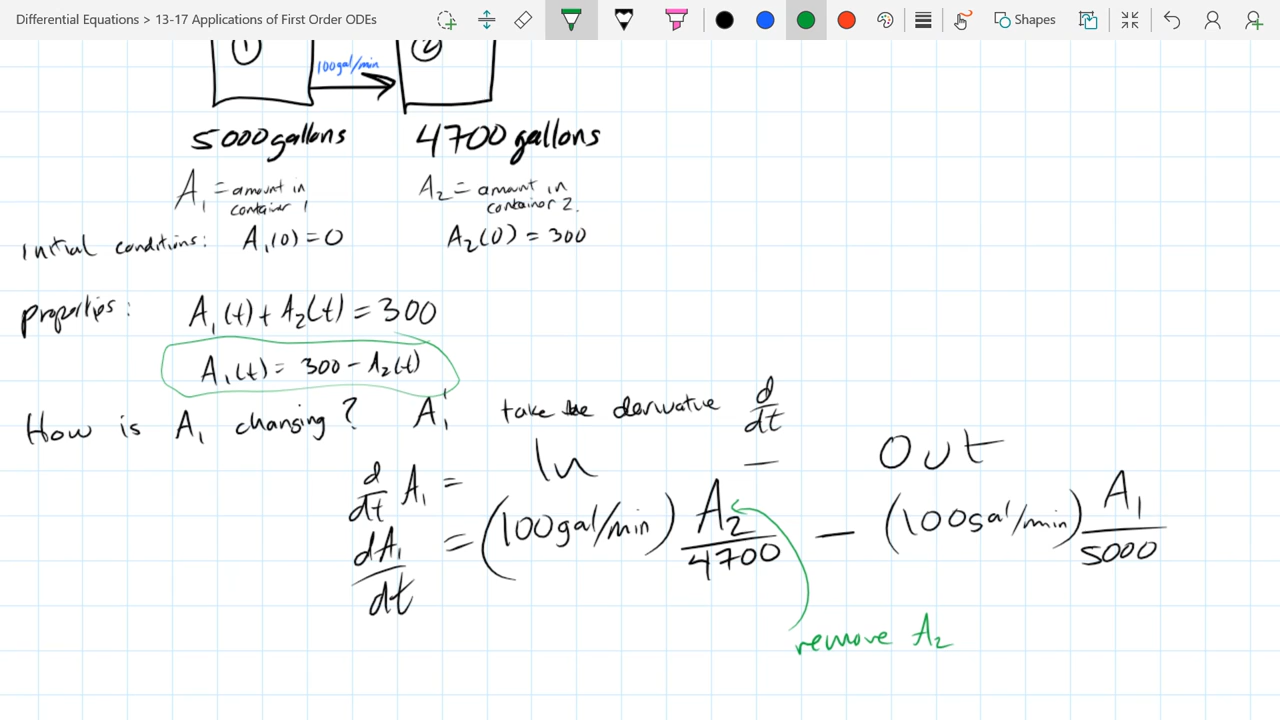 Differential Equations > 13-17 Applications of First Order ODEs
Shapes
① ②
100gal/min
5000 gallons 4700 gallons
A₁ = amount in container 1
A₂ = amount in container 2.
Initial conditions: A₁(0) = 0 A₂(0) = 300
properties: A₁(t) + A₂(t) = 300
A₁(t) = 300 - A₂(t)
How is A₁ changing? A₁' take the derivative d/dt
d/dt A₁ = In - Out
dA₁/dt = (100gal/min) A₂/4700 - (100gal/min) A₁/5000
remove A₂